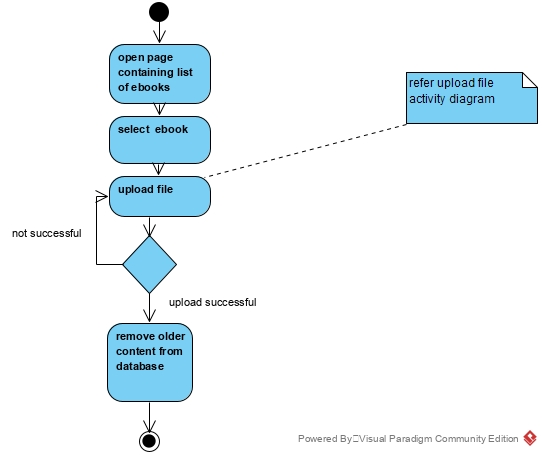 open page
containing list
of ebooks
refer upload file
activity diagram
select ebook
upload file
not successful
upload successful
remove older
content from
database
Powered By Visual Paradigm Community Edition